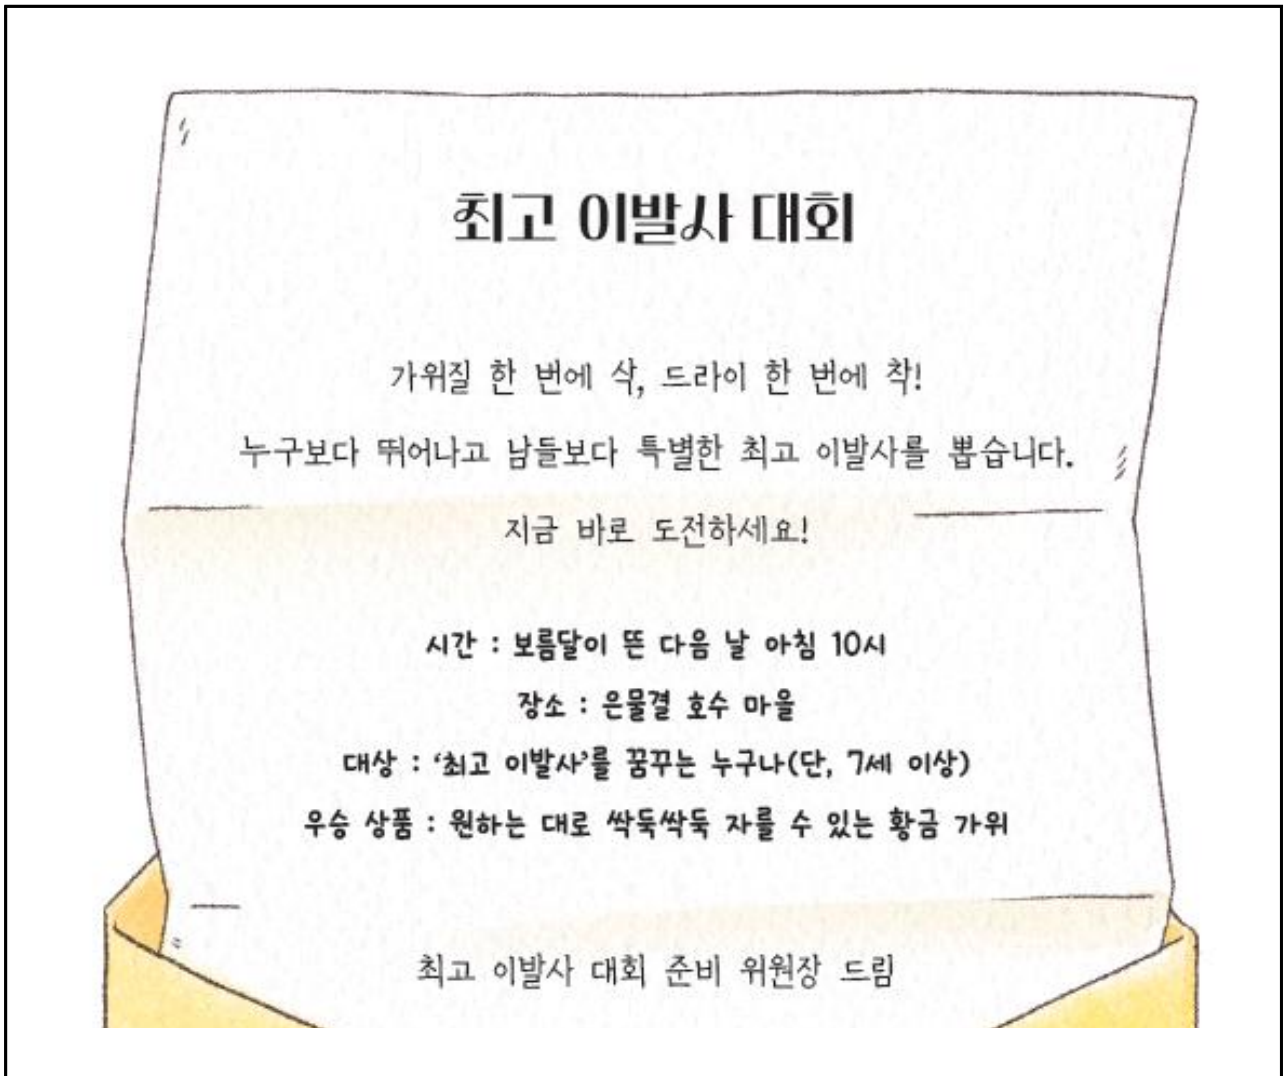 최고 이발사 대회
가위질 한 번에 싹, 드라이 한 번에 착!
누구보다 뛰어나고 남들보다 특별한 최고 이발사를 뽑습니다.
지금 바로 도전하세요!
시간 : 보름달이 뜬 다음 날 아침 10시
장소 : 은물결 호수 마을
대상 : ‘최고 이발사’를 꿈꾸는 누구나(단, 7세 이상)
우승 상품 : 원하는 대로 싹둑싹둑 자를 수 있는 황금 가위
최고 이발사 대회 준비 위원장 드림